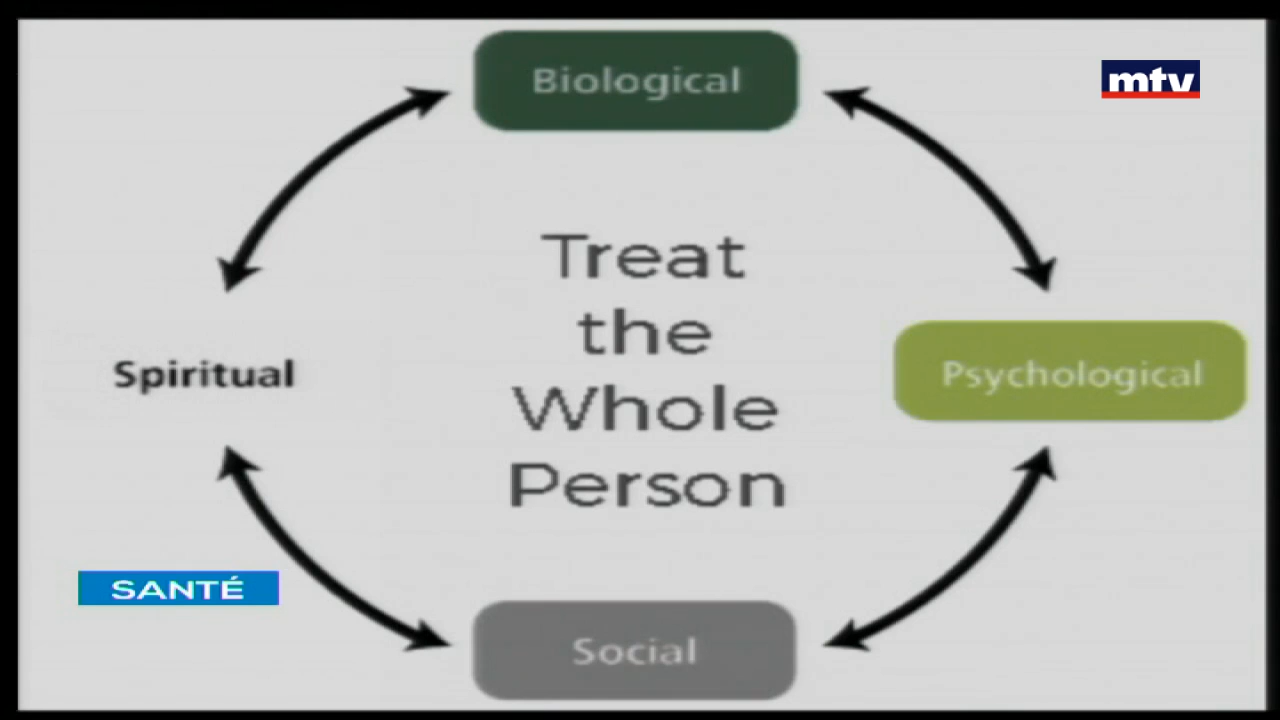 Biological
mtv
Treat
the
Whole
Person
Spiritual
Psychological
SANTÉ
Social